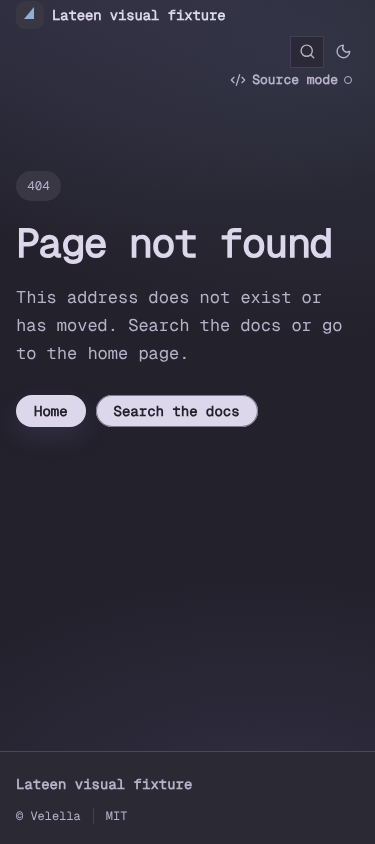 Lateen visual fixture
</> Source mode
404
Page not found
This address does not exist or
has moved. Search the docs or go
to the home page.
Home
Search the docs
Lateen visual fixture
© Velella
MIT